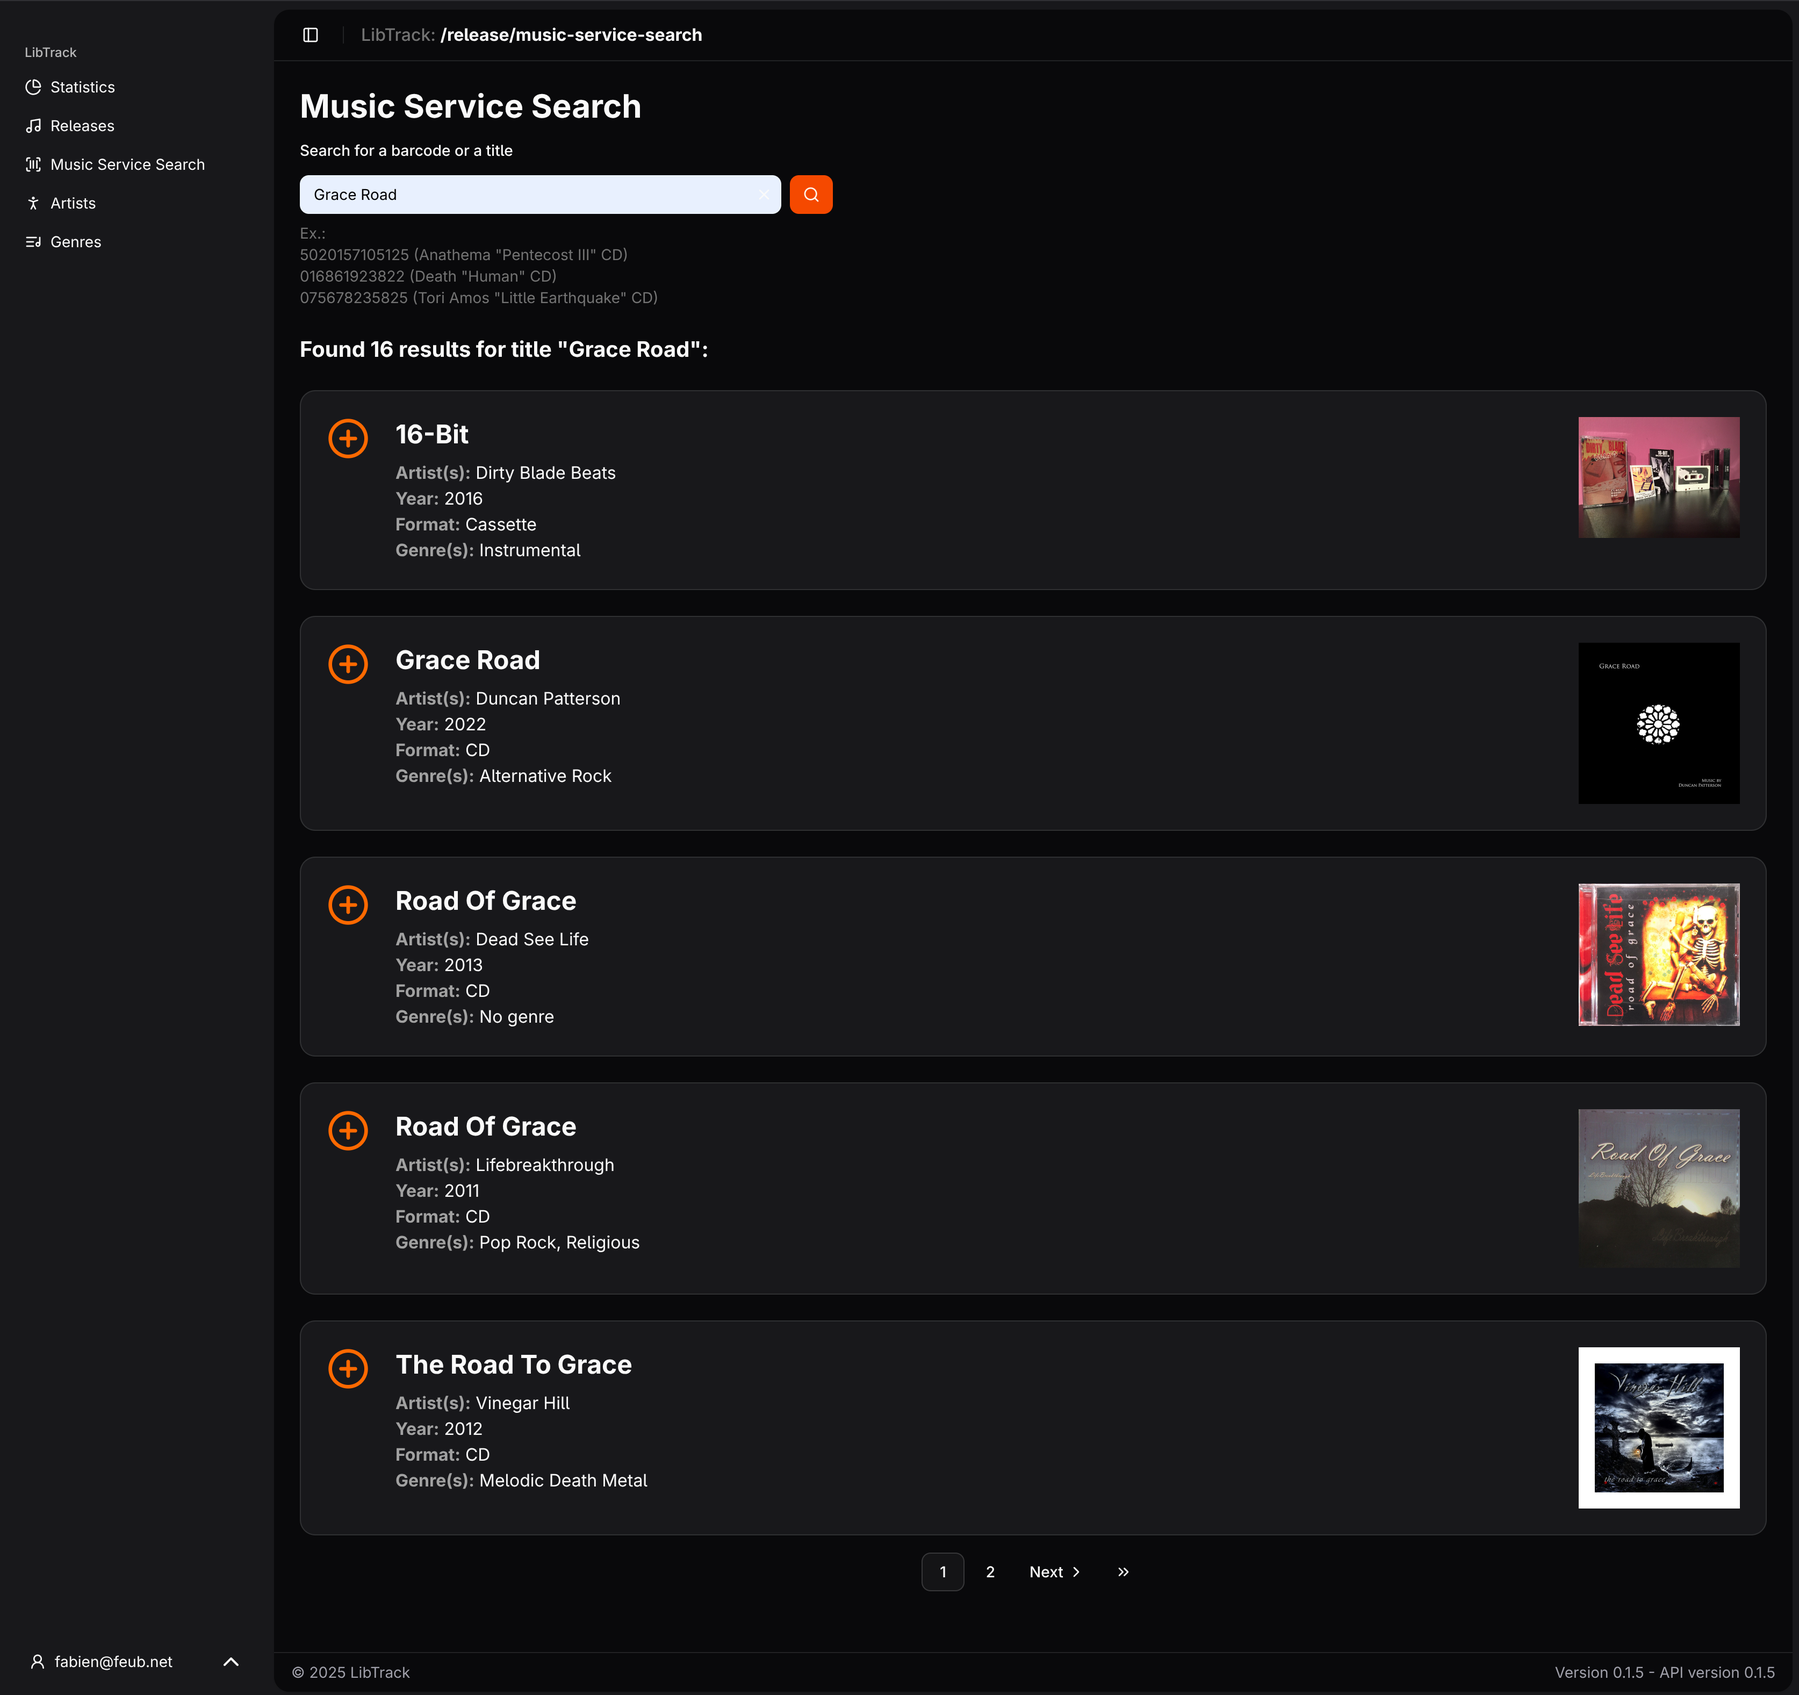 LibTrack
Statistics
Releases
Music Service Search
Artists
Genres
LibTrack: /release/music-service-search
Music Service Search
Search for a barcode or a title
Grace Road
Ex.:
5020157105125 (Anathema "Pentecost III" CD)
016861923822 (Death "Human" CD)
075678235825 (Tori Amos "Little Earthquake" CD)
Found 16 results for title "Grace Road":
16-Bit
Artist(s): Dirty Blade Beats
Year: 2016
Format: Cassette
Genre(s): Instrumental
Grace Road
Artist(s): Duncan Patterson
Year: 2022
Format: CD
Genre(s): Alternative Rock
Grace Road
Music by
Duncan Patterson
Road Of Grace
Artist(s): Dead See Life
Year: 2013
Format: CD
Genre(s): No genre
Dead See Life
road of grace
Road Of Grace
Artist(s): Lifebreakthrough
Year: 2011
Format: CD
Genre(s): Pop Rock, Religious
Road Of Grace
The Road To Grace
Artist(s): Vinegar Hill
Year: 2012
Format: CD
Genre(s): Melodic Death Metal
Vinegar Hill
the road to grace
1
2
Next
fabien@feub.net
© 2025 LibTrack
Version 0.1.5 - API version 0.1.5